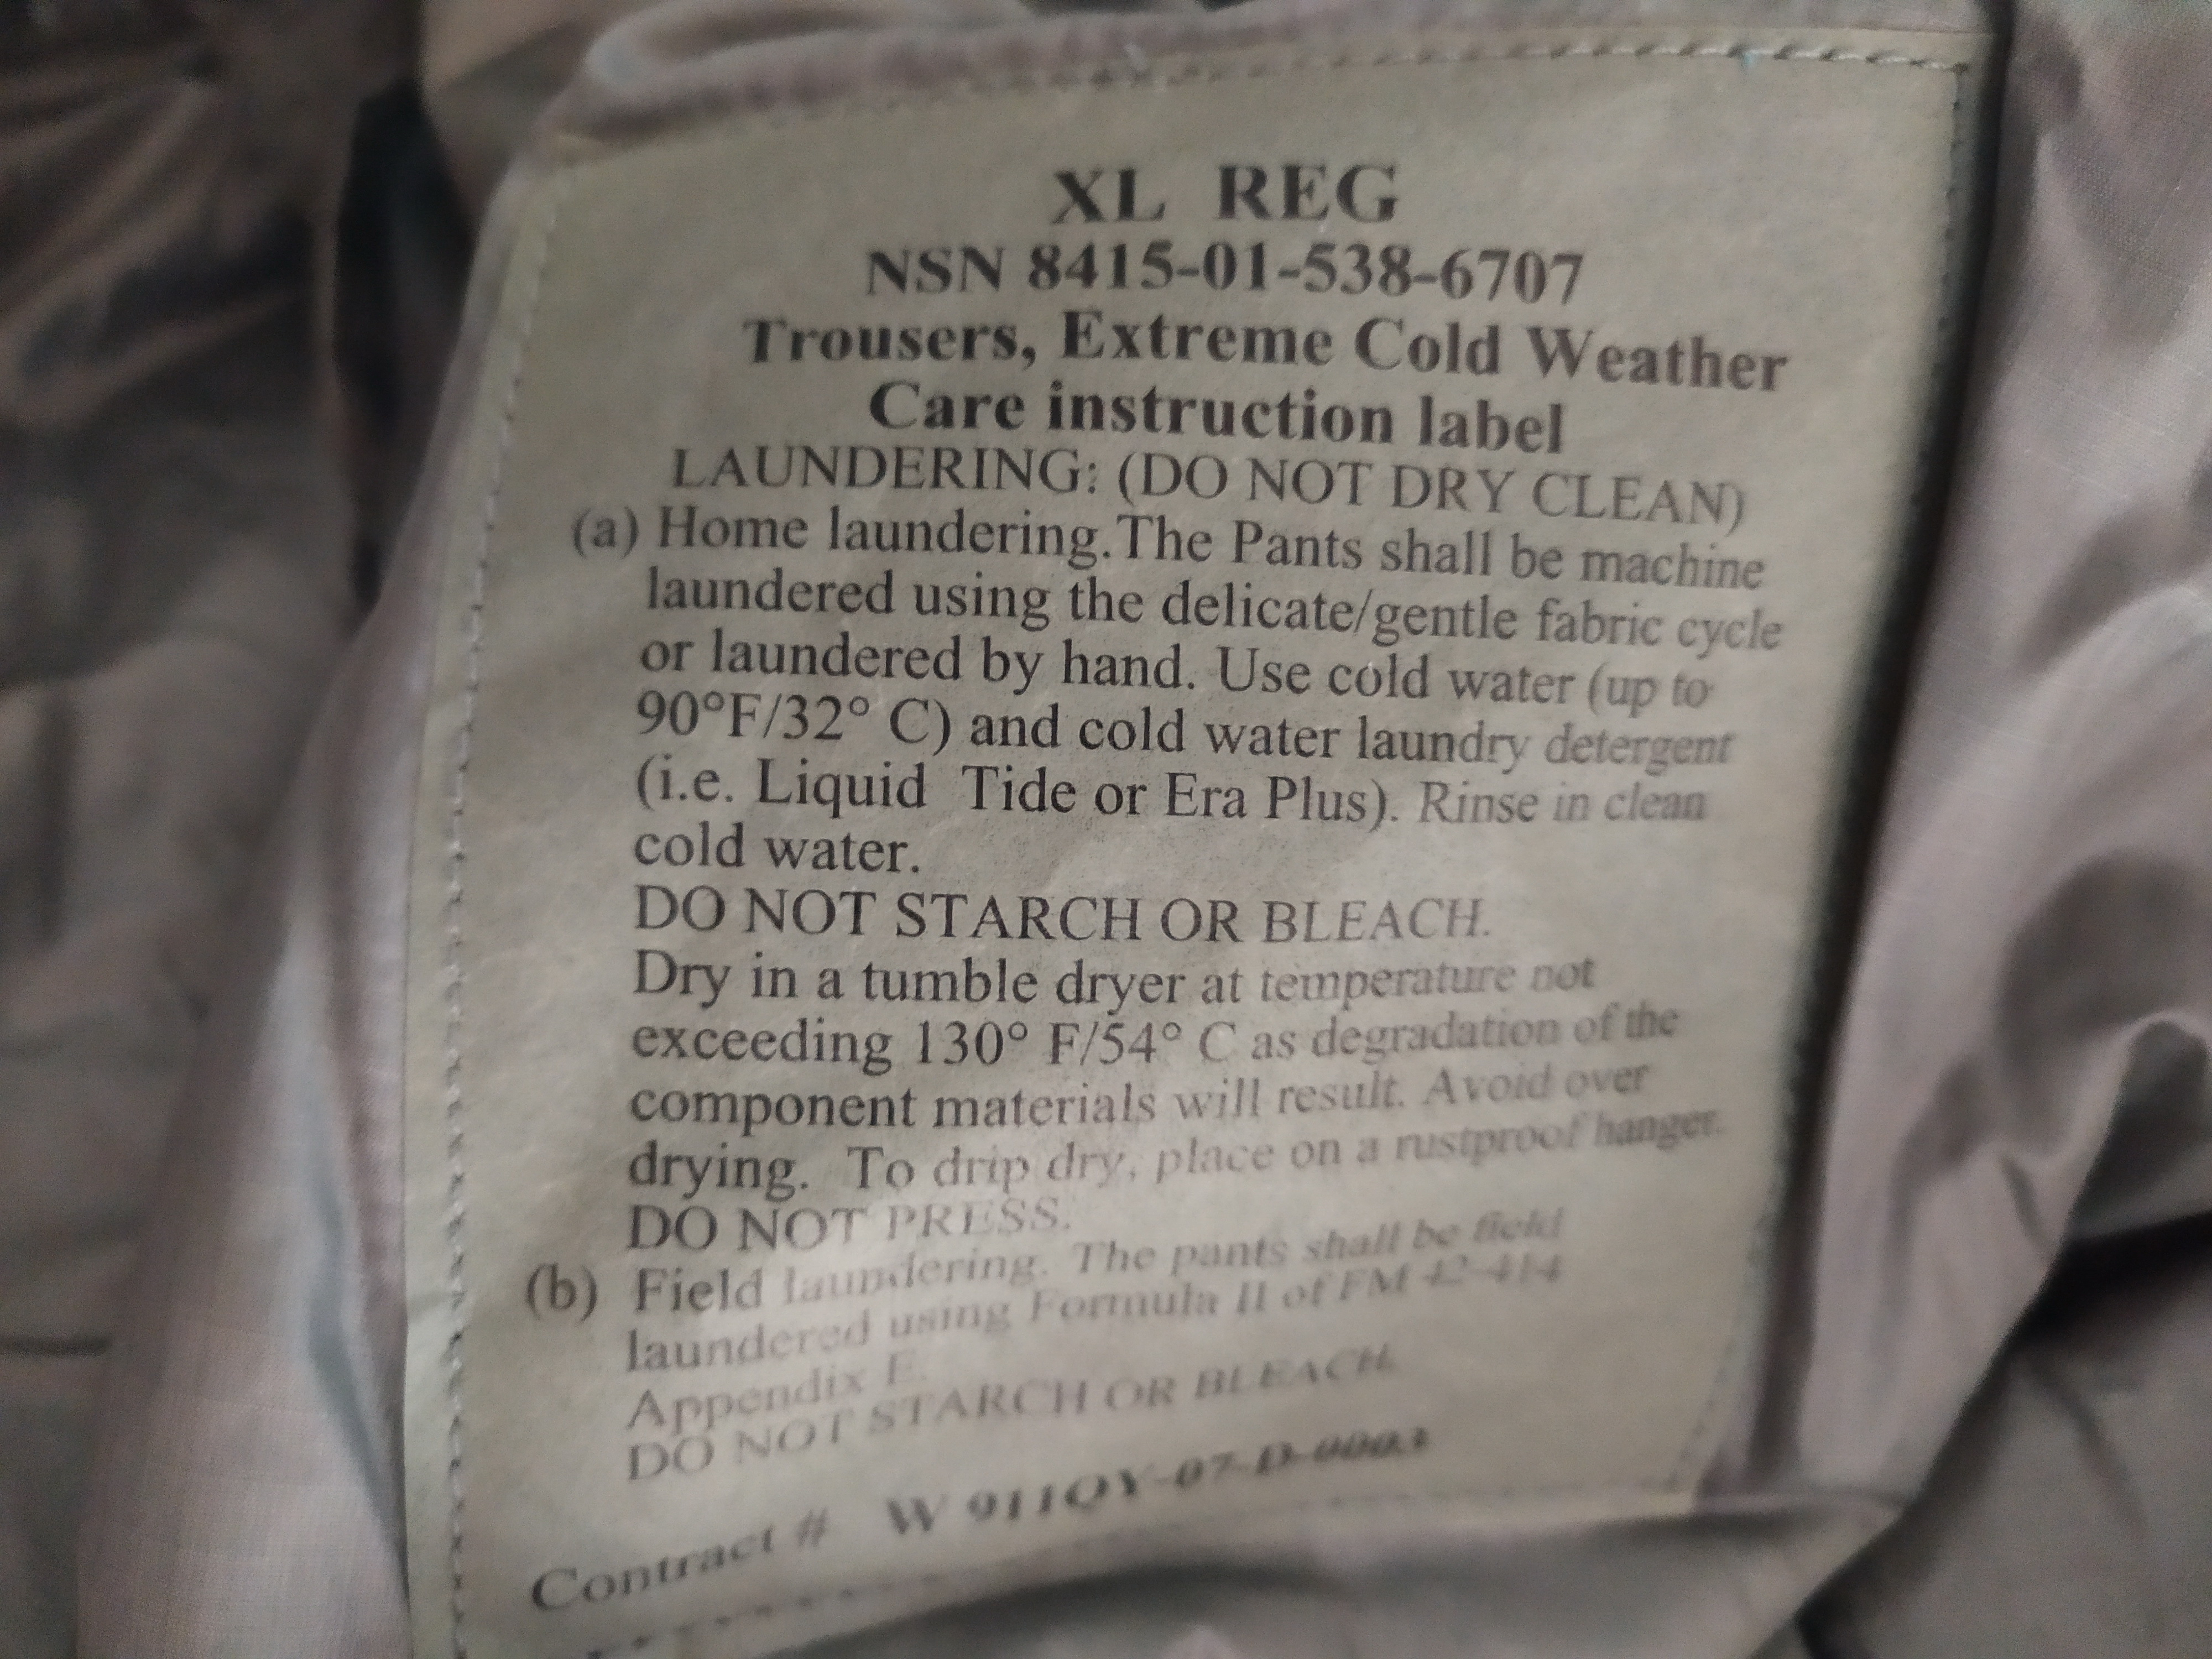 XL REG
NSN 8415-01-538-6707
Trousers, Extreme Cold Weather
Care instruction label
LAUNDERING: (DO NOT DRY CLEAN)
(a) Home laundering. The Pants shall be machine
laundered using the delicate/gentle fabric cycle
or laundered by hand. Use cold water (up to
90°F/32° C) and cold water laundry detergent
(i.e. Liquid Tide or Era Plus). Rinse in clean
cold water.
DO NOT STARCH OR BLEACH.
Dry in a tumble dryer at temperature not
exceeding 130° F/54° C as degradation of the
component materials will result. Avoid over
drying. To drip dry, place on a rustproof hanger.
DO NOT PRESS.
(b) Field laundering. The pants shall be field
laundered using Formula II of FM 42-414
Appendix E.
DO NOT STARCH OR BLEACH.
Contract # W 911QY-07-D-0003